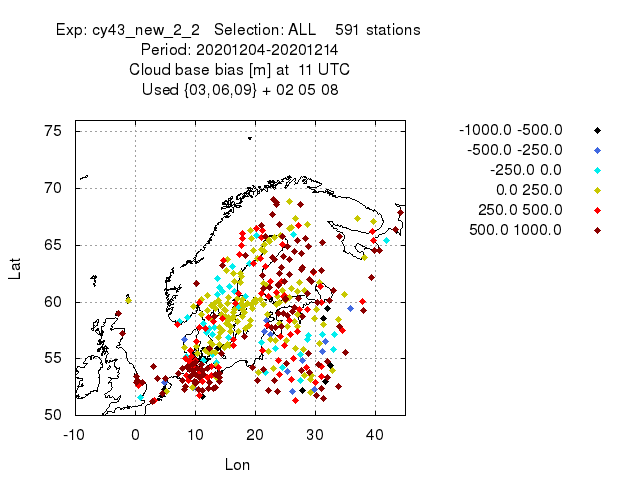 Exp: cy43_new_2_2 Selection: ALL 591 stations
Period: 20201204-20201214
Cloud base bias [m] at 11 UTC
Used {03,06,09} + 02 05 08
75
70
65
60
55
50
Lat
-10 0 10 20 30 40
Lon
-1000.0 -500.0
-500.0 -250.0
-250.0 0.0
0.0 250.0
250.0 500.0
500.0 1000.0